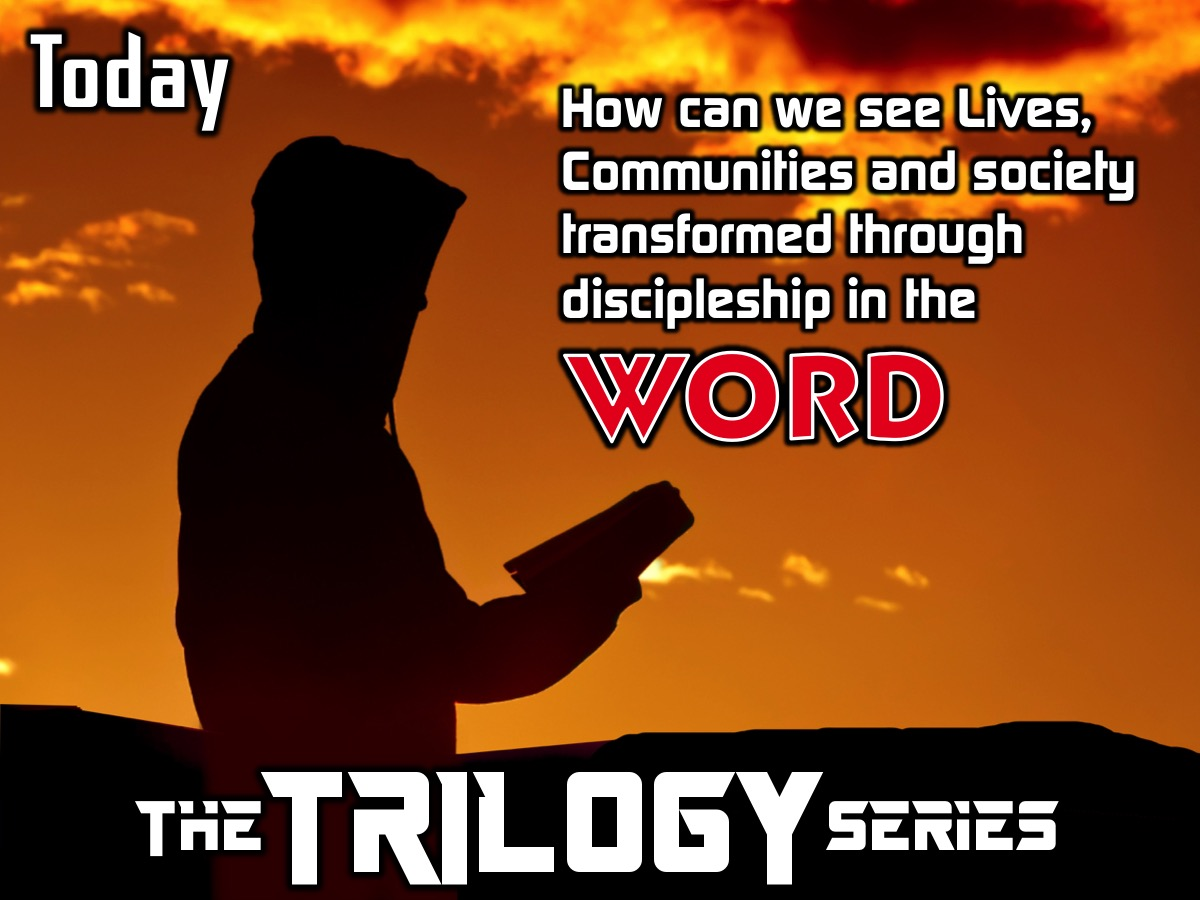 Today
How can we see Lives,
Communities and society
transformed through
discipleship in the
WORD
THE TRILOGY SERIES